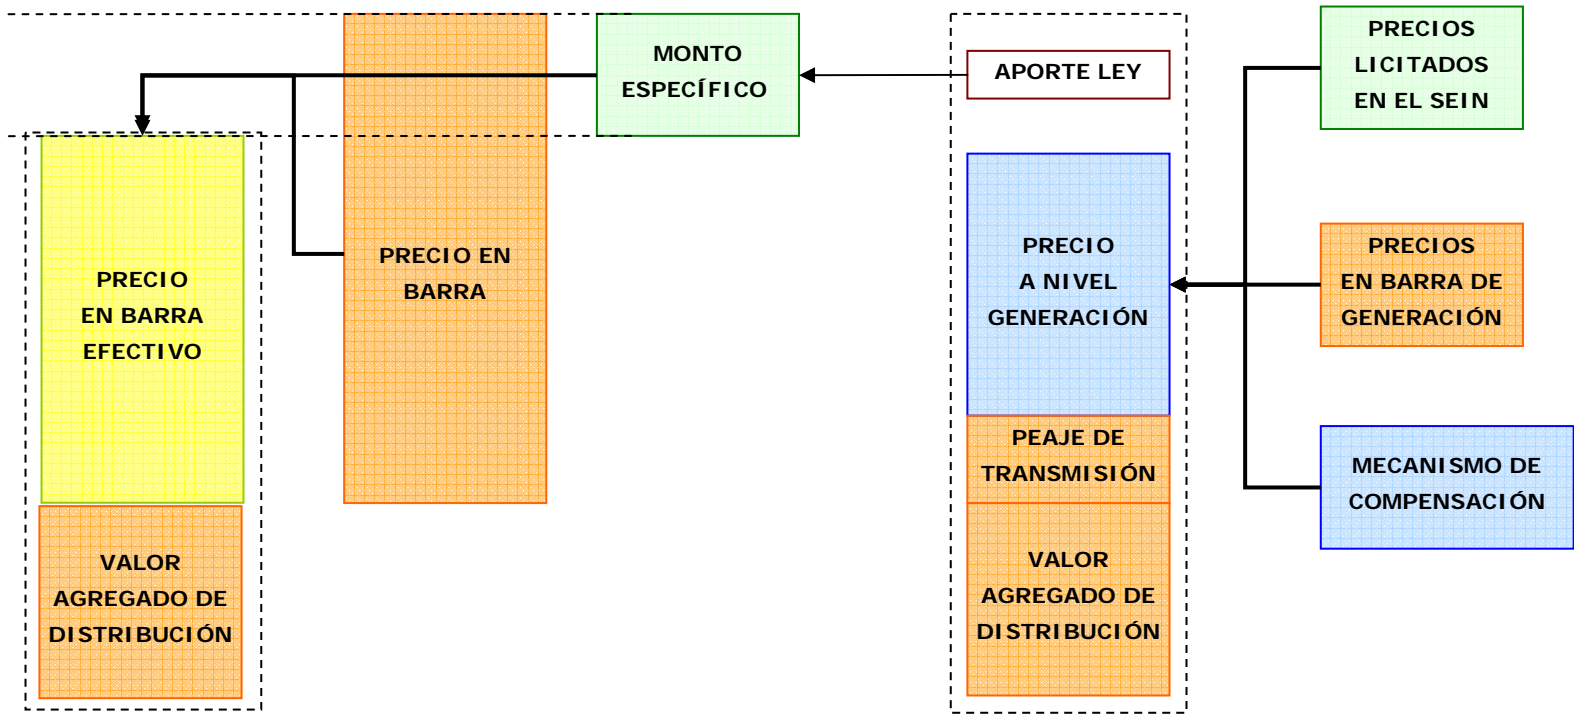 PRECIO
EN BARRA
EFECTIVO
VALOR
AGREGADO DE
DISTRIBUCIÓN
PRECIO EN
BARRA
MONTO
ESPECÍFICO
APORTE LEY
PRECIO
A NIVEL
GENERACIÓN
PEAJE DE
TRANSMISIÓN
VALOR
AGREGADO DE
DISTRIBUCIÓN
PRECIOS
LICITADOS
EN EL SEIN
PRECIOS
EN BARRA DE
GENERACIÓN
MECANISMO DE
COMPENSACIÓN